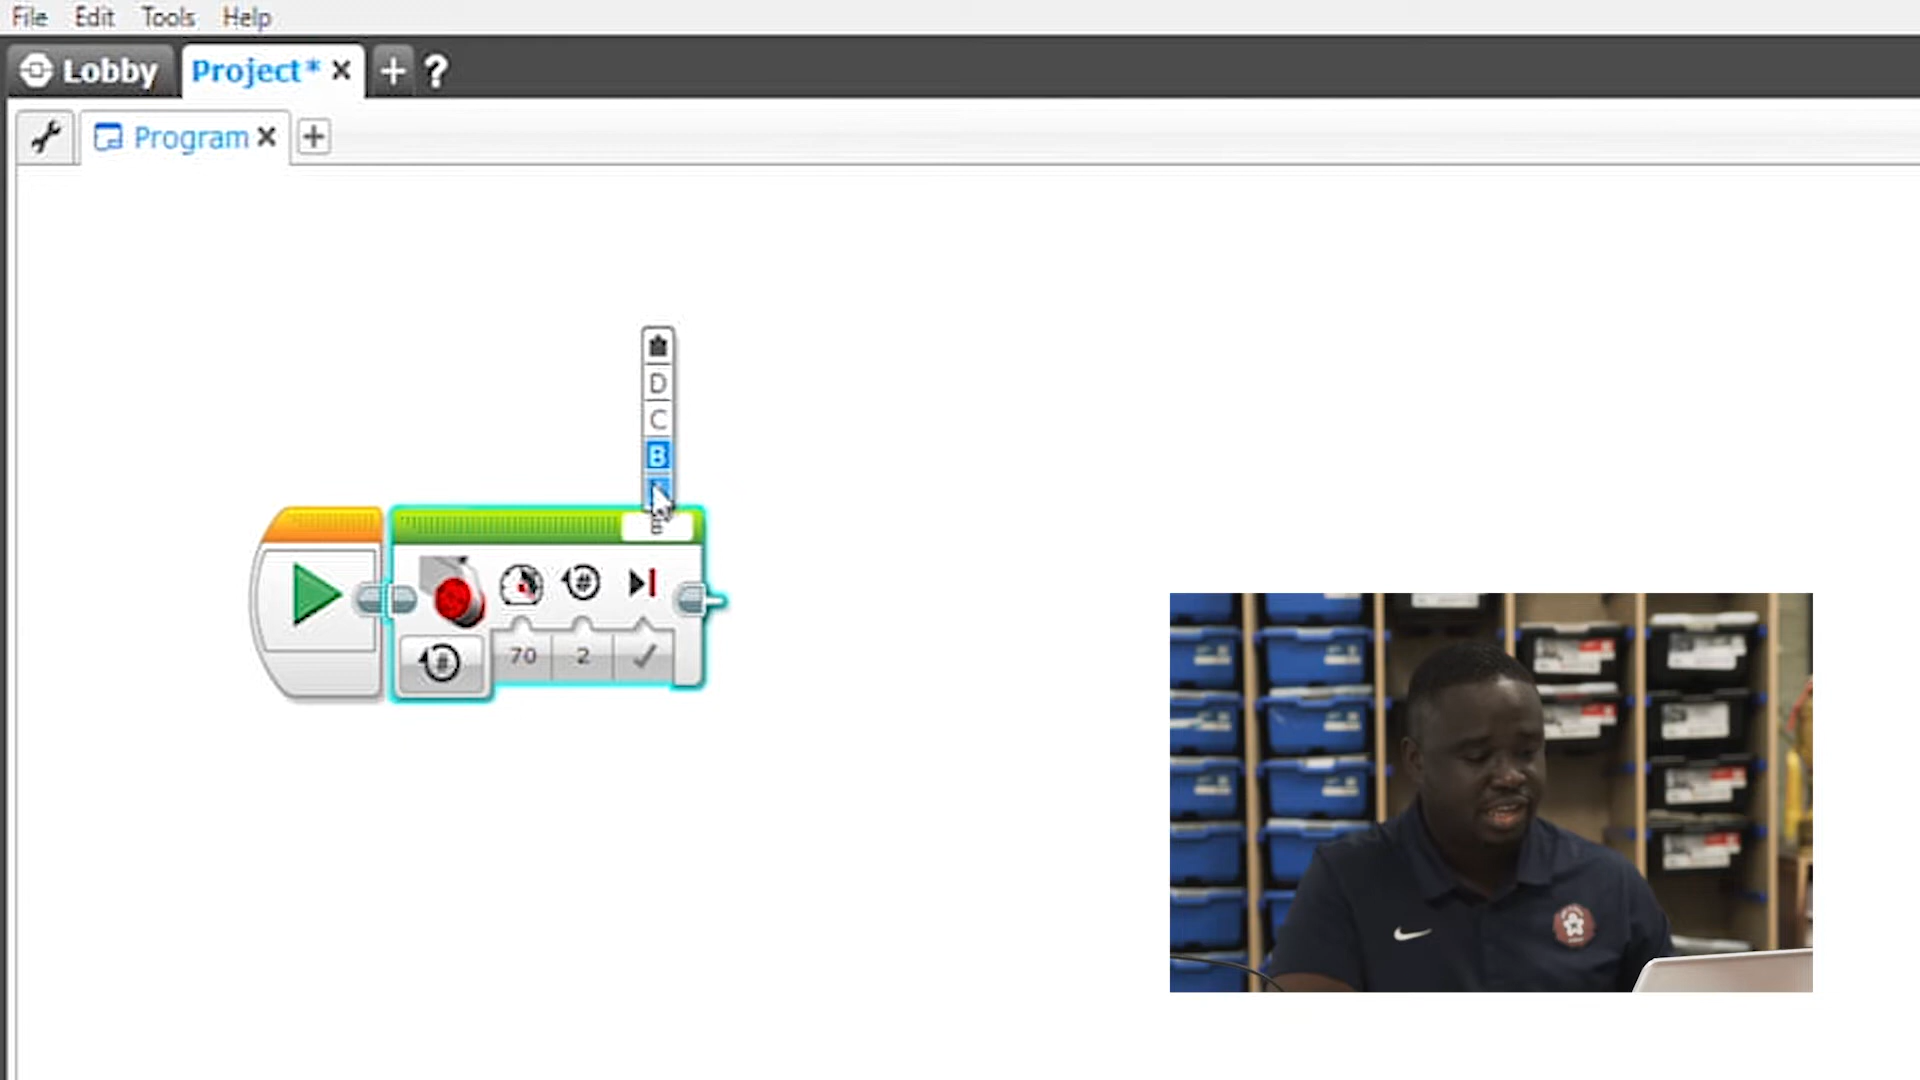 File Edit Tools Help
Lobby Project* × + ?
Program × +
D
C
B
B
# 
# 70 2